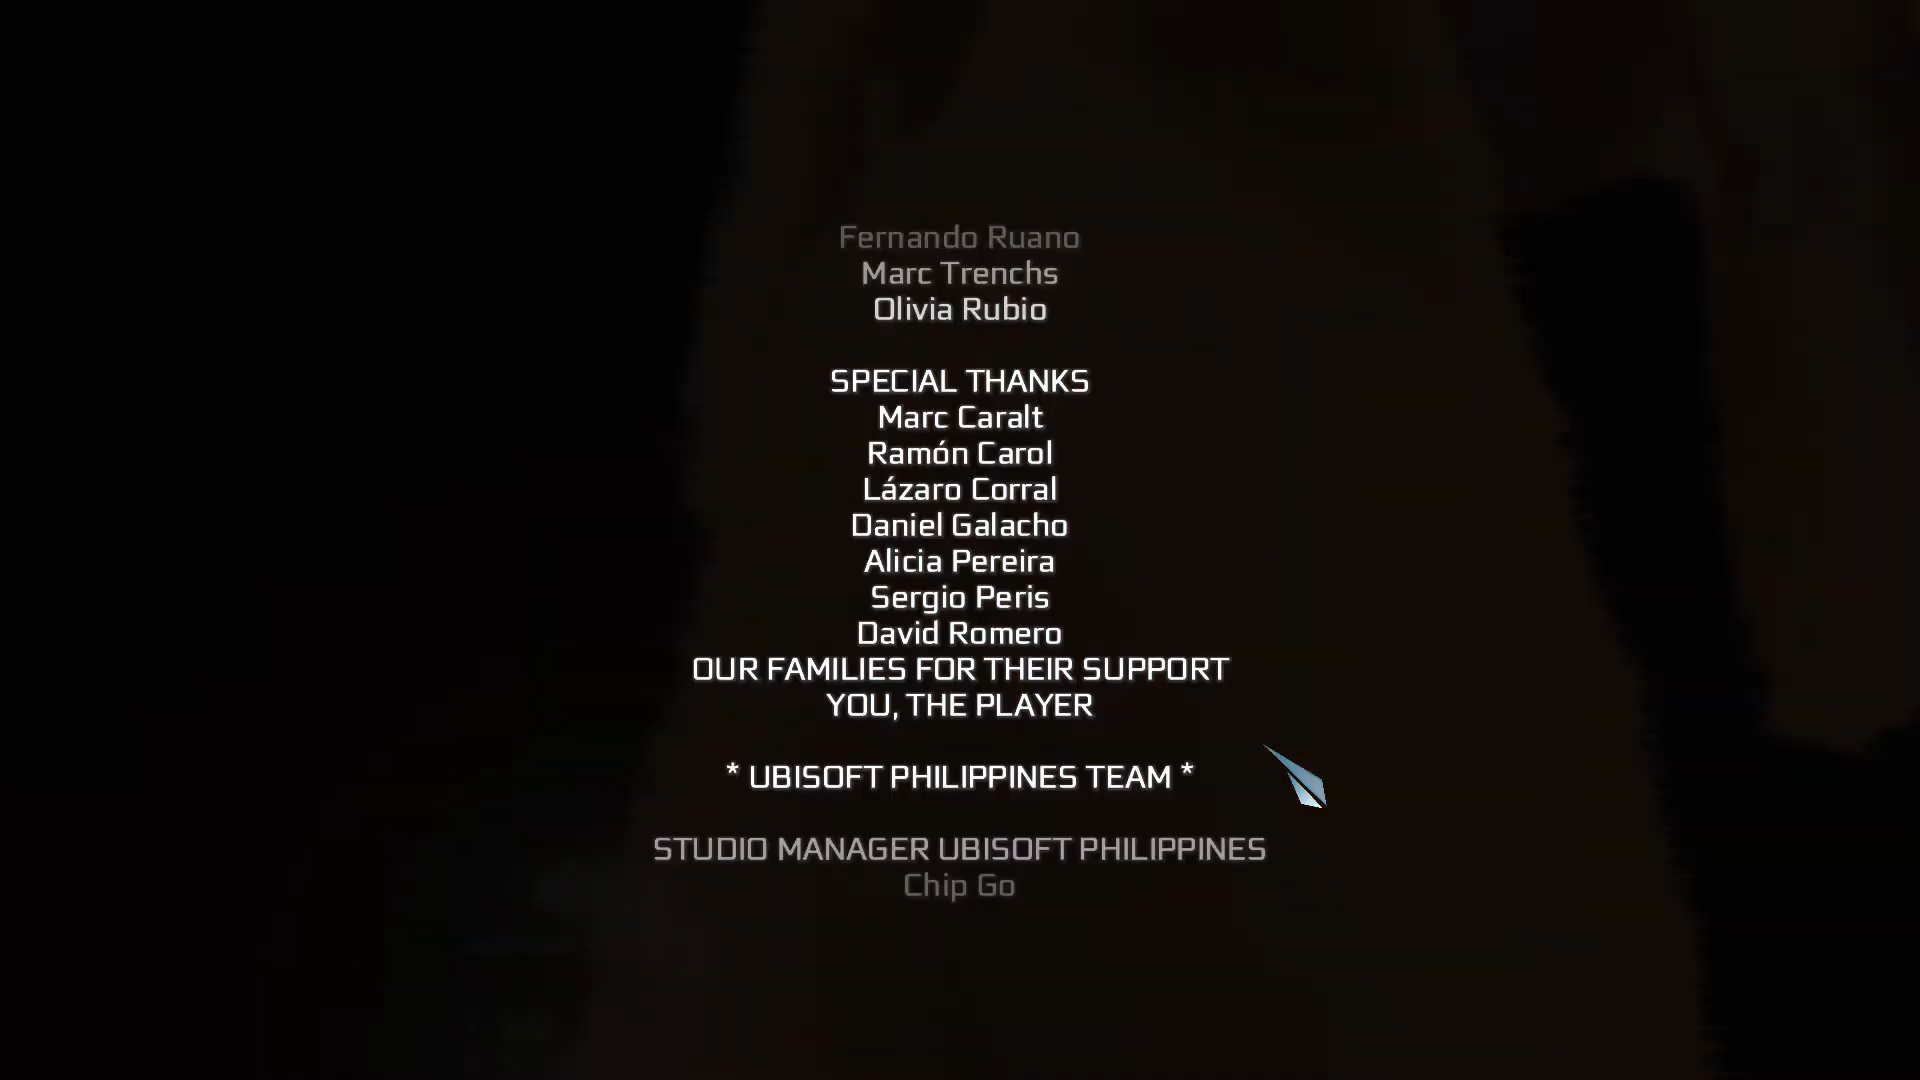 Fernando Ruano
Marc Trenchs
Olivia Rubio
SPECIAL THANKS
Marc Caralt
Ramón Carol
Lázaro Corral
Daniel Galacho
Alicia Pereira
Sergio Peris
David Romero
OUR FAMILIES FOR THEIR SUPPORT
YOU, THE PLAYER
* UBISOFT PHILIPPINES TEAM *
STUDIO MANAGER UBISOFT PHILIPPINES
Chip Go